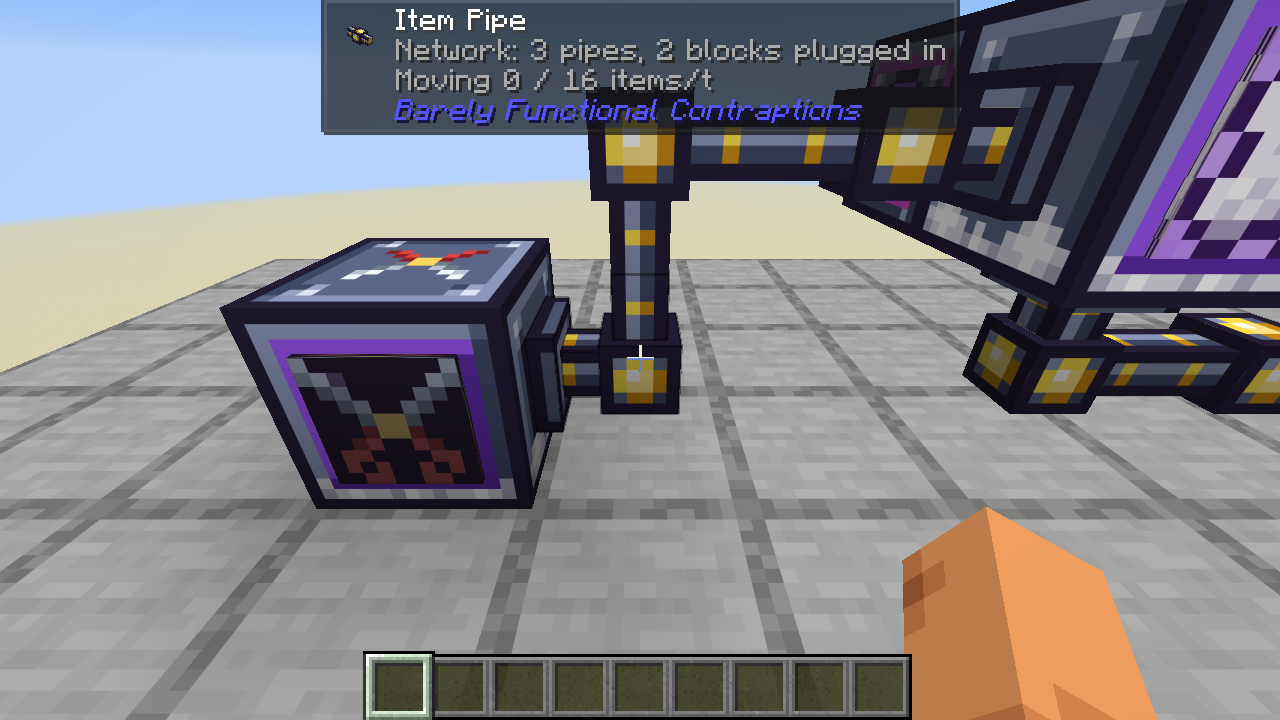 Item Pipe
Network: 3 pipes, 2 blocks plugged in
Moving 0 / 16 items/t
Barely Functional Contraptions